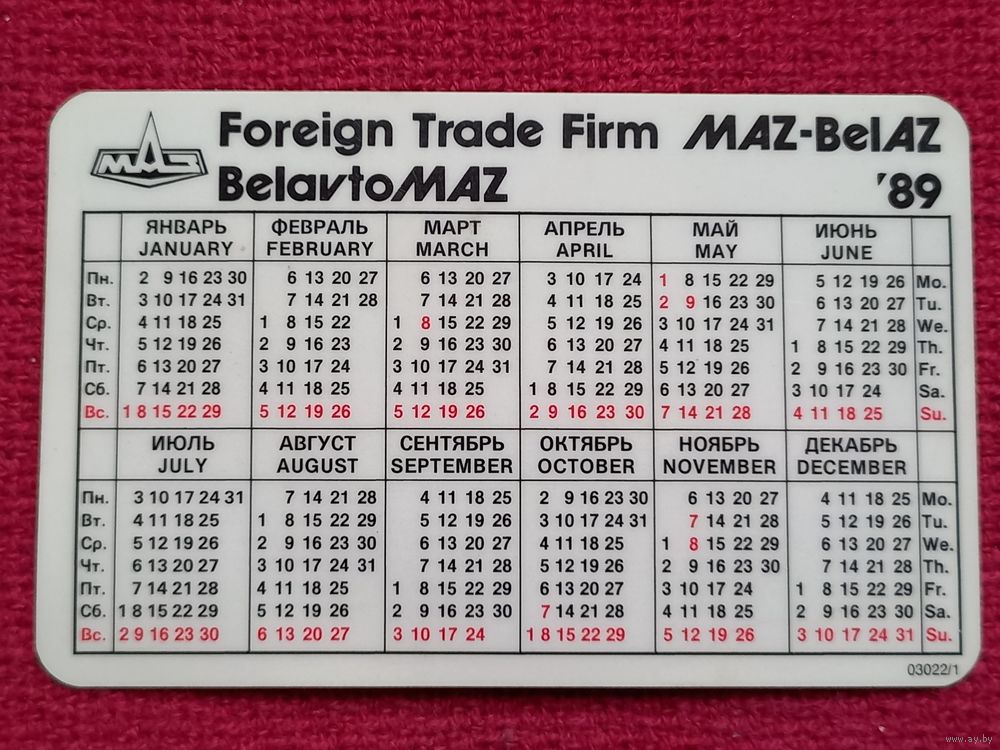 МАЗ
Foreign Trade Firm MAZ-BelAZ
BelavtoMAZ '89
ЯНВАРЬ ФЕВРАЛЬ МАРТ АПРЕЛЬ МАЙ ИЮНЬ
JANUARY FEBRUARY MARCH APRIL MAY JUNE
Пн. 2 9 16 23 30 6 13 20 27 6 13 20 27 3 10 17 24 1 8 15 22 29 5 12 19 26 Mo.
Вт. 3 10 17 24 31 7 14 21 28 7 14 21 28 4 11 18 25 2 9 16 23 30 6 13 20 27 Tu.
Ср. 4 11 18 25 1 8 15 22 1 8 15 22 29 5 12 19 26 3 10 17 24 31 7 14 21 28 We.
Чт. 5 12 19 26 2 9 16 23 2 9 16 23 30 6 13 20 27 4 11 18 25 1 8 15 22 29 Th.
Пт. 6 13 20 27 3 10 17 24 3 10 17 24 31 7 14 21 28 5 12 19 26 2 9 16 23 30 Fr.
Сб. 7 14 21 28 4 11 18 25 4 11 18 25 1 8 15 22 29 6 13 20 27 3 10 17 24 Sa.
Вс. 1 8 15 22 29 5 12 19 26 5 12 19 26 2 9 16 23 30 7 14 21 28 4 11 18 25 Su.
ИЮЛЬ АВГУСТ СЕНТЯБРЬ ОКТЯБРЬ НОЯБРЬ ДЕКАБРЬ
JULY AUGUST SEPTEMBER OCTOBER NOVEMBER DECEMBER
Пн. 3 10 17 24 31 7 14 21 28 4 11 18 25 2 9 16 23 30 6 13 20 27 4 11 18 25 Mo.
Вт. 4 11 18 25 1 8 15 22 29 5 12 19 26 3 10 17 24 31 7 14 21 28 5 12 19 26 Tu.
Ср. 5 12 19 26 2 9 16 23 30 6 13 20 27 4 11 18 25 1 8 15 22 29 6 13 20 27 We.
Чт. 6 13 20 27 3 10 17 24 31 7 14 21 28 5 12 19 26 2 9 16 23 30 7 14 21 28 Th.
Пт. 7 14 21 28 4 11 18 25 1 8 15 22 29 6 13 20 27 3 10 17 24 1 8 15 22 29 Fr.
Сб. 1 8 15 22 29 5 12 19 26 2 9 16 23 30 7 14 21 28 4 11 18 25 2 9 16 23 30 Sa.
Вс. 2 9 16 23 30 6 13 20 27 3 10 17 24 1 8 15 22 29 5 12 19 26 3 10 17 24 31 Su.
03022/1
www.ay.by